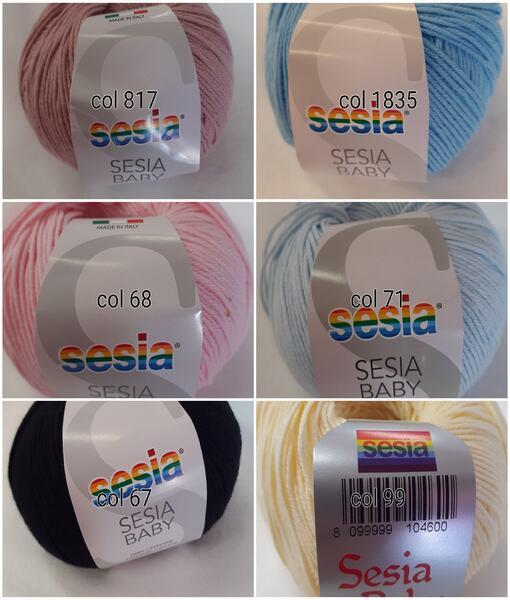 MADE IN ITALY
col 817
sesia
SESIA
BABY
col 1835
sesia
SESIA
BABY
MADE IN ITALY
col 68
sesia
SESIA
col 71
sesia
SESIA
BABY
sesia
col 67
SESIA
BABY
sesia
col 99
8 099999 104600
Sesia